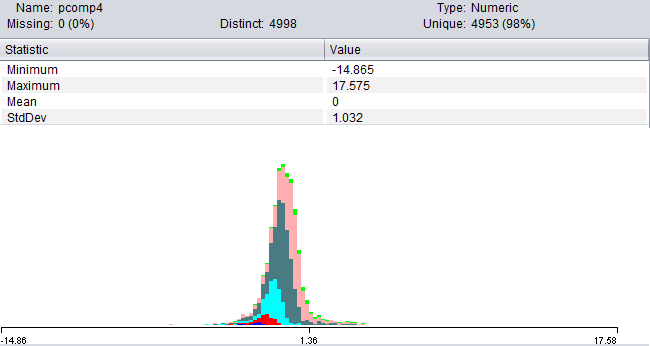 Name: pcomp4 Type: Numeric
Missing: 0 (0%) Distinct: 4998 Unique: 4953 (98%)
Statistic Value
Minimum -14.865
Maximum 17.575
Mean 0
StdDev 1.032
-14.86 1.36 17.58